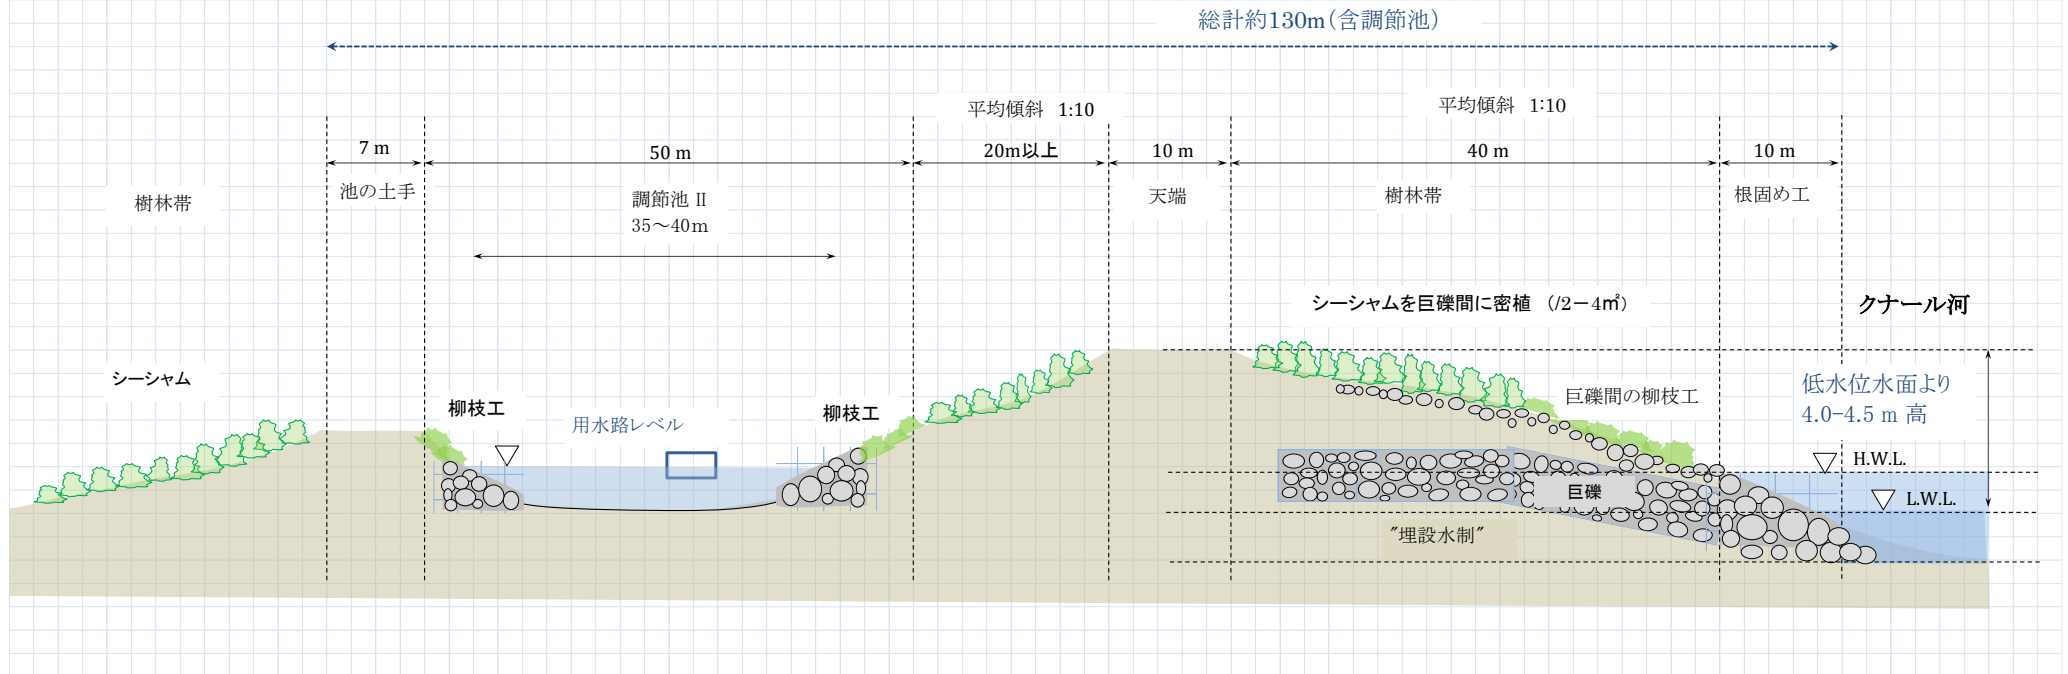 総計約130m(含調節池)
平均傾斜 1:10
平均傾斜 1:10
7 m
50 m
20m以上
10 m
40 m
10 m
樹林帯
池の土手
調節池 II
35～40m
天端
樹林帯
根固め工
シーシャムを巨礫間に密植 (/2－4㎡)
クナール河
シーシャム
柳枝工
用水路レベル
柳枝工
巨礫間の柳枝工
低水位水面より
4.0-4.5 m 高
H.W.L.
L.W.L.
巨礫
"埋設水制"